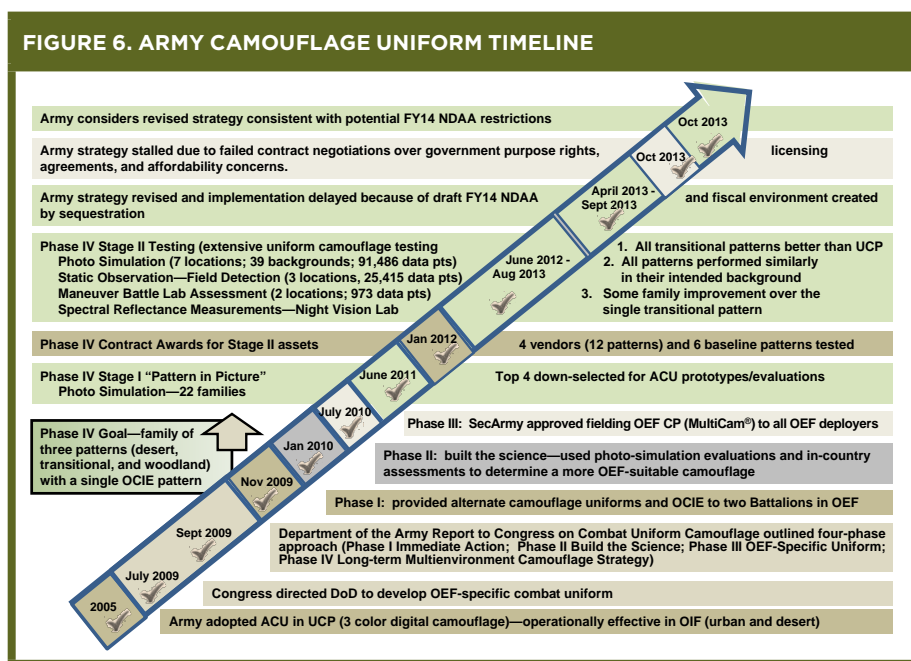 FIGURE 6. ARMY CAMOUFLAGE UNIFORM TIMELINE
Army considers revised strategy consistent with potential FY14 NDAA restrictions
Oct 2013
Army strategy stalled due to failed contract negotiations over government purpose rights, licensing
agreements, and affordability concerns.
Oct 2013
Army strategy revised and implementation delayed because of draft FY14 NDAA and fiscal environment created
by sequestration
April 2013 -
Sept 2013
Phase IV Stage II Testing (extensive uniform camouflage testing
Photo Simulation (7 locations; 39 backgrounds; 91,486 data pts)
Static Observation—Field Detection (3 locations, 25,415 data pts)
Maneuver Battle Lab Assessment (2 locations; 973 data pts)
Spectral Reflectance Measurements—Night Vision Lab
June 2012 -
Aug 2013
1. All transitional patterns better than UCP
2. All patterns performed similarly
in their intended background
3. Some family improvement over the
single transitional pattern
Phase IV Contract Awards for Stage II assets
Jan 2012
4 vendors (12 patterns) and 6 baseline patterns tested
Phase IV Stage I “Pattern in Picture”
Photo Simulation—22 families
June 2011
Top 4 down-selected for ACU prototypes/evaluations
Phase IV Goal—family of
three patterns (desert,
transitional, and woodland)
with a single OCIE pattern
July 2010
Phase III: SecArmy approved fielding OEF CP (MultiCam®) to all OEF deployers
Jan 2010
Phase II: built the science—used photo-simulation evaluations and in-country
assessments to determine a more OEF-suitable camouflage
Nov 2009
Phase I: provided alternate camouflage uniforms and OCIE to two Battalions in OEF
Sept 2009
Department of the Army Report to Congress on Combat Uniform Camouflage outlined four-phase
approach (Phase I Immediate Action; Phase II Build the Science; Phase III OEF-Specific Uniform;
Phase IV Long-term Multienvironment Camouflage Strategy)
July 2009
Congress directed DoD to develop OEF-specific combat uniform
2005
Army adopted ACU in UCP (3 color digital camouflage)—operationally effective in OIF (urban and desert)